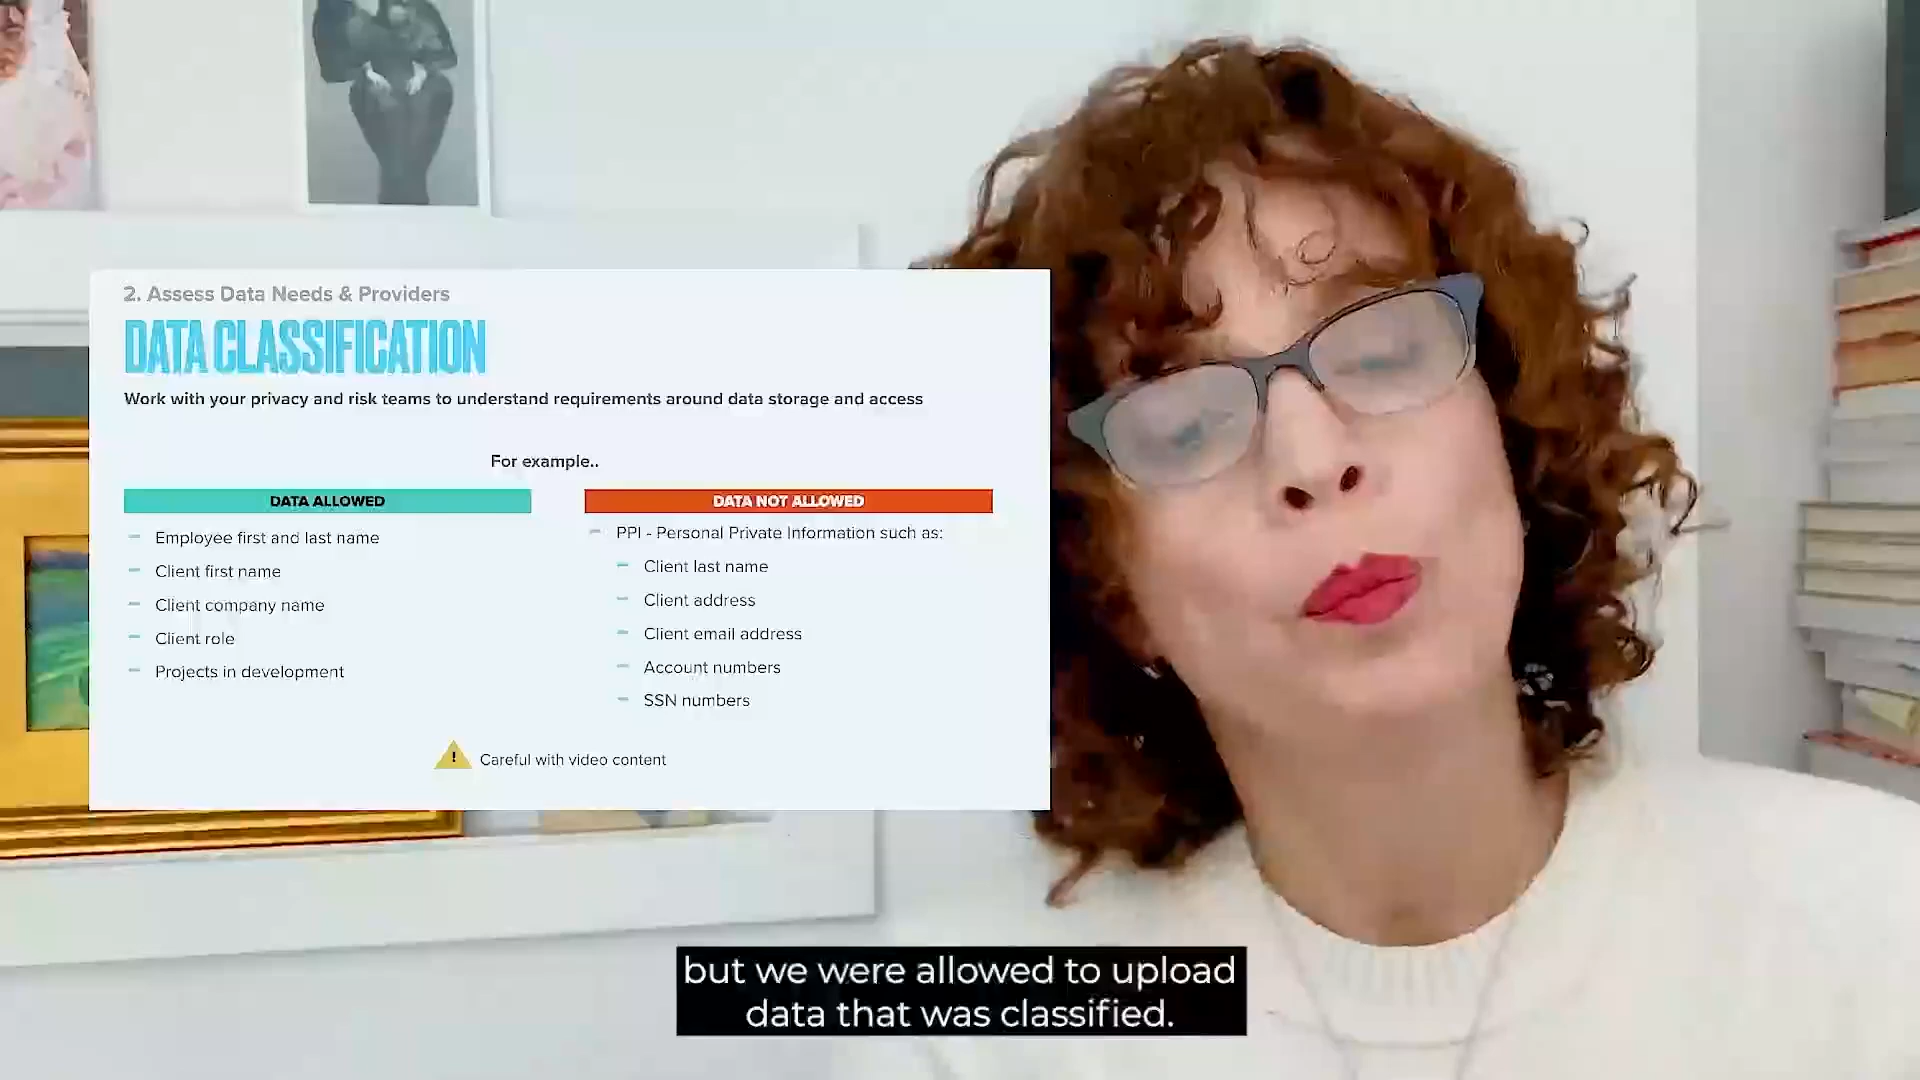 2. Assess Data Needs & Providers
DATA CLASSIFICATION
Work with your privacy and risk teams to understand requirements around data storage and access
For example..
DATA ALLOWED
Employee first and last name
Client first name
Client company name
Client role
Projects in development
DATA NOT ALLOWED
PPI - Personal Private Information such as:
Client last name
Client address
Client email address
Account numbers
SSN numbers
! Careful with video content
but we were allowed to upload
data that was classified.